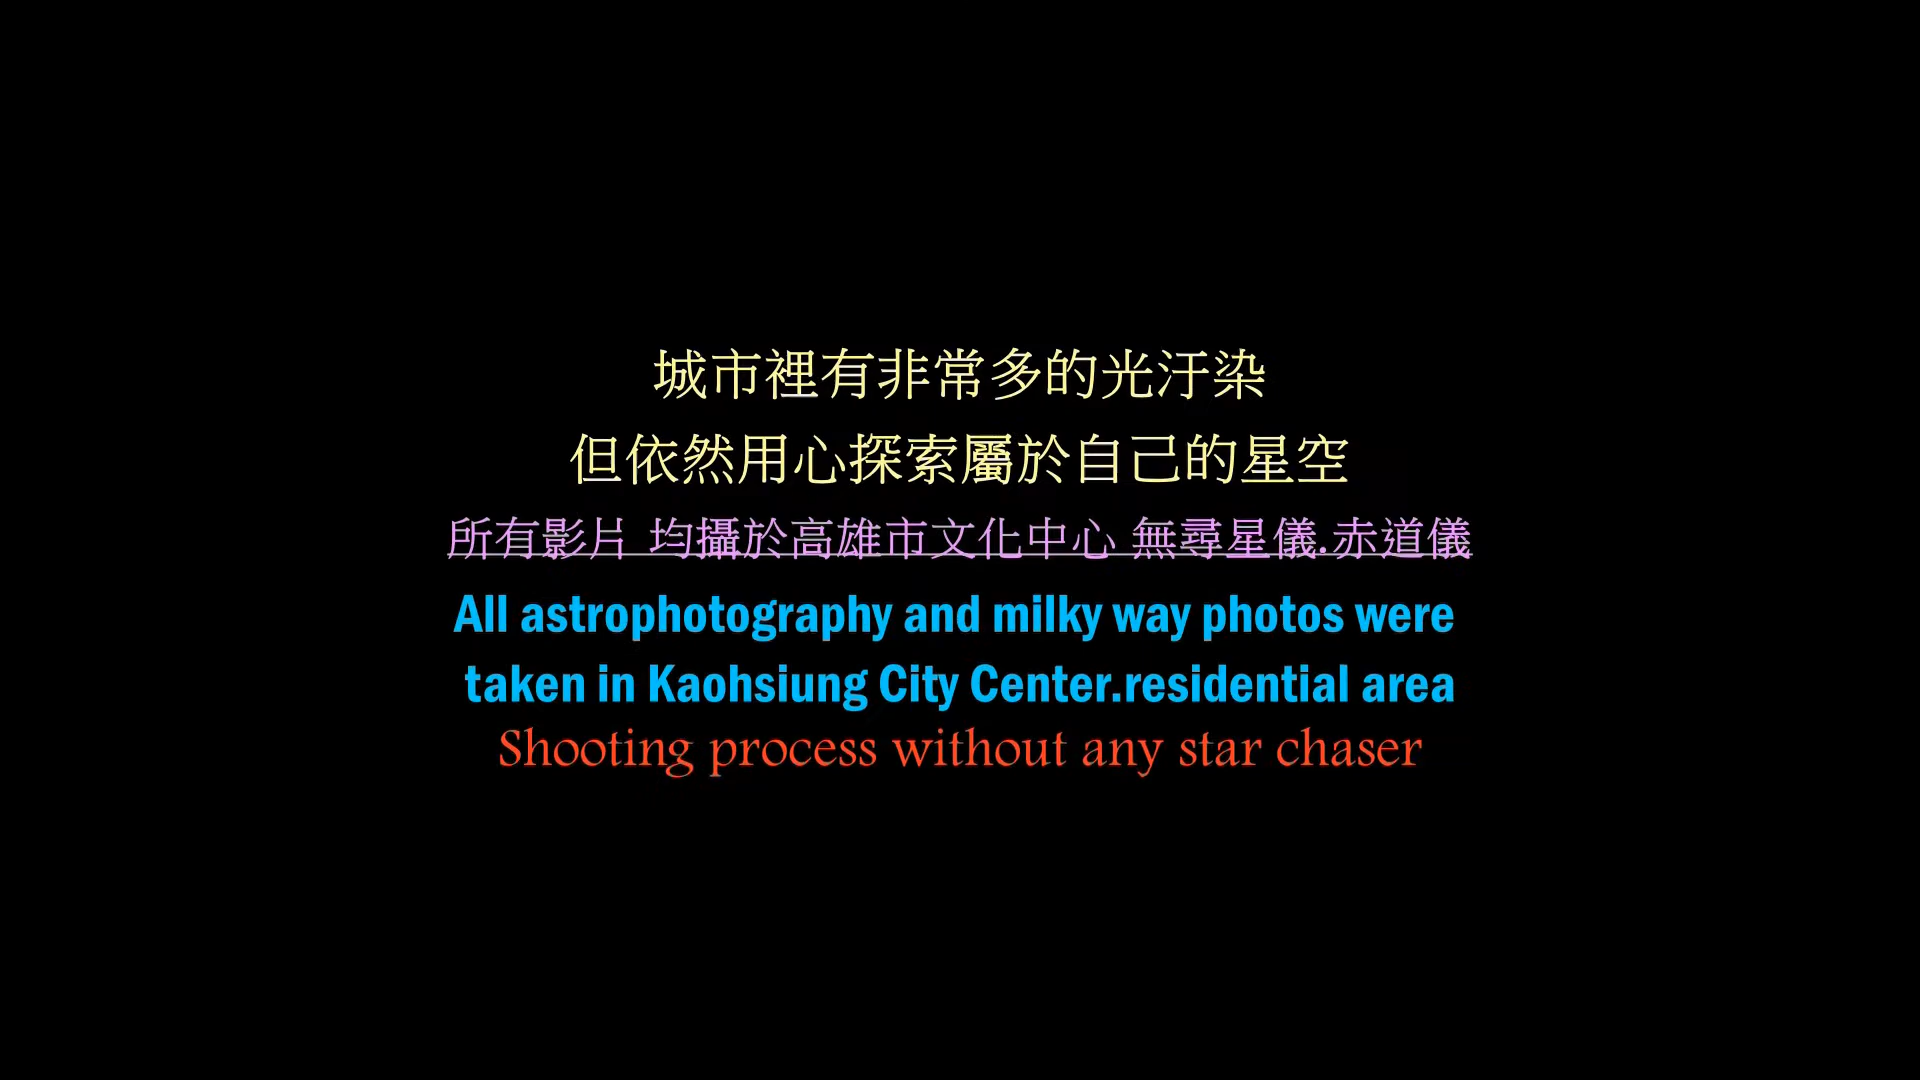 城市裡有非常多的光汙染
但依然用心探索屬於自己的星空
所有影片 均攝於高雄市文化中心 無尋星儀.赤道儀
All astrophotography and milky way photos were
taken in Kaohsiung City Center.residential area
Shooting process without any star chaser